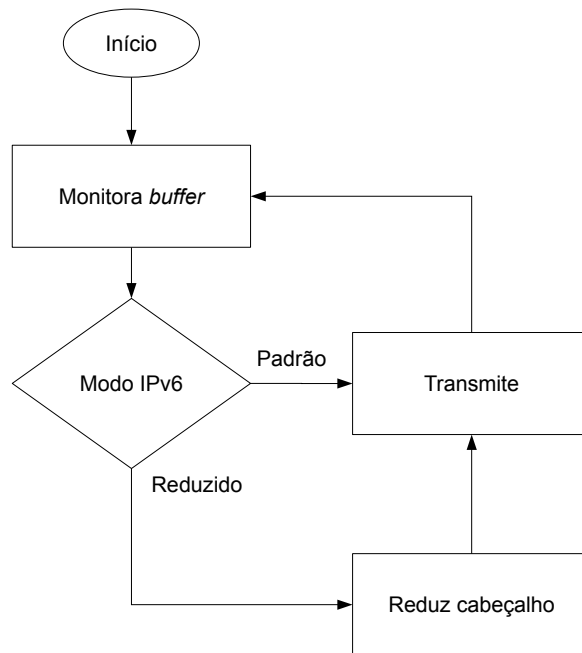 Início
Monitora buffer
Modo IPv6
Padrão
Transmite
Reduzido
Reduz cabeçalho